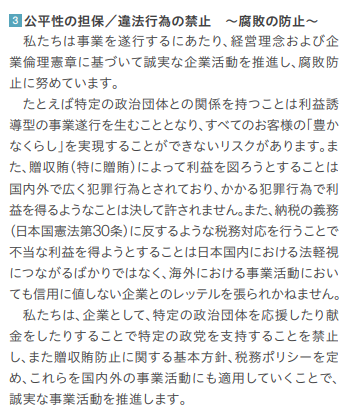 3 公平性の担保／違法行為の禁止　～腐敗の防止～
私たちは事業を遂行するにあたり、経営理念および企
業倫理憲章に基づいて誠実な企業活動を推進し、腐敗防
止に努めています。
たとえば特定の政治団体との関係を持つことは利益誘
導型の事業遂行を生むこととなり、すべてのお客様の「豊か
なくらし」を実現することができないリスクがあります。ま
た、贈収賄（特に贈賄）によって利益を図ろうとすることは
国内外で広く犯罪行為とされており、かかる犯罪行為で利
益を得るようなことは決して許されません。また、納税の義務
（日本国憲法第30条）に反するような税務対応を行うことで
不当な利益を得ようとすることは日本国内における法軽視
につながるばかりではなく、海外における事業活動におい
ても信用に値しない企業とのレッテルを張られかねません。
私たちは、企業として、特定の政治団体を応援したり献
金をしたりすることで特定の政党を支持することを禁止
し、また贈収賄防止に関する基本方針、税務ポリシーを定
め、これらを国内外の事業活動にも適用していくことで、
誠実な事業活動を推進します。